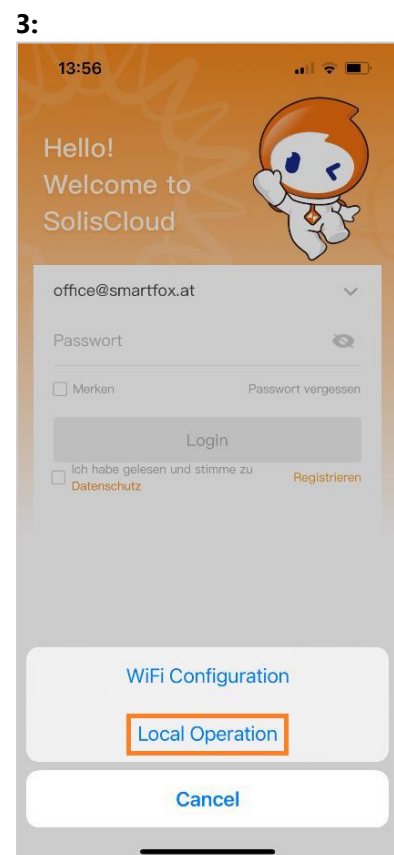 3:
13:56
Hello!
Welcome to
SolisCloud
office@smartfox.at
Passwort
Merken
Passwort vergessen
Login
Ich habe gelesen und stimme zu
Datenschutz
Registrieren
WiFi Configuration
Local Operation
Cancel